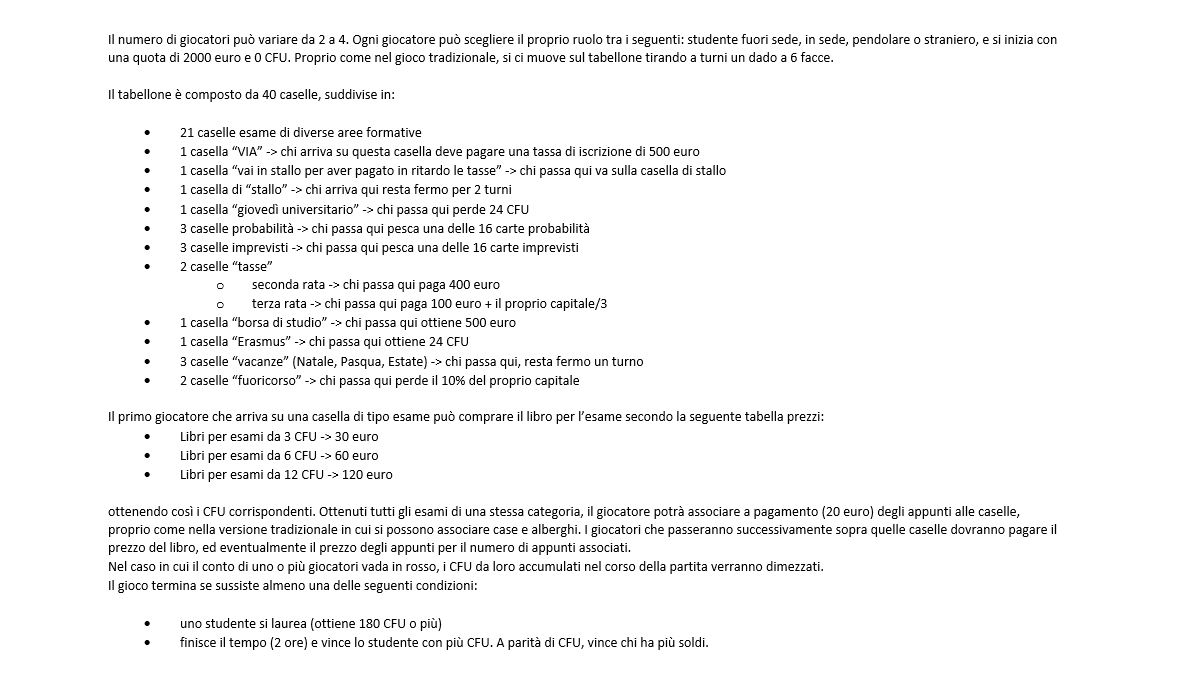 Il numero di giocatori può variare da 2 a 4. Ogni giocatore può scegliere il proprio ruolo tra i seguenti: studente fuori sede, in sede, pendolare o straniero, e si inizia con
una quota di 2000 euro e 0 CFU. Proprio come nel gioco tradizionale, si ci muove sul tabellone tirando a turni un dado a 6 facce.
Il tabellone è composto da 40 caselle, suddivise in:
• 21 caselle esame di diverse aree formative
• 1 casella “VIA” -> chi arriva su questa casella deve pagare una tassa di iscrizione di 500 euro
• 1 casella “vai in stallo per aver pagato in ritardo le tasse” -> chi passa qui va sulla casella di stallo
• 1 casella di “stallo” -> chi arriva qui resta fermo per 2 turni
• 1 casella “giovedì universitario” -> chi passa qui perde 24 CFU
• 3 caselle probabilità -> chi passa qui pesca una delle 16 carte probabilità
• 3 caselle imprevisti -> chi passa qui pesca una delle 16 carte imprevisti
• 2 caselle “tasse”
o seconda rata -> chi passa qui paga 400 euro
o terza rata -> chi passa qui paga 100 euro + il proprio capitale/3
• 1 casella “borsa di studio” -> chi passa qui ottiene 500 euro
• 1 casella “Erasmus” -> chi passa qui ottiene 24 CFU
• 3 caselle “vacanze” (Natale, Pasqua, Estate) -> chi passa qui, resta fermo un turno
• 2 caselle “fuoricorso” -> chi passa qui perde il 10% del proprio capitale
Il primo giocatore che arriva su una casella di tipo esame può comprare il libro per l’esame secondo la seguente tabella prezzi:
• Libri per esami da 3 CFU -> 30 euro
• Libri per esami da 6 CFU -> 60 euro
• Libri per esami da 12 CFU -> 120 euro
ottenendo così i CFU corrispondenti. Ottenuti tutti gli esami di una stessa categoria, il giocatore potrà associare a pagamento (20 euro) degli appunti alle caselle,
proprio come nella versione tradizionale in cui si possono associare case e alberghi. I giocatori che passeranno successivamente sopra quelle caselle dovranno pagare il
prezzo del libro, ed eventualmente il prezzo degli appunti per il numero di appunti associati.
Nel caso in cui il conto di uno o più giocatori vada in rosso, i CFU da loro accumulati nel corso della partita verranno dimezzati.
Il gioco termina se sussiste almeno una delle seguenti condizioni:
• uno studente si laurea (ottiene 180 CFU o più)
• finisce il tempo (2 ore) e vince lo studente con più CFU. A parità di CFU, vince chi ha più soldi.